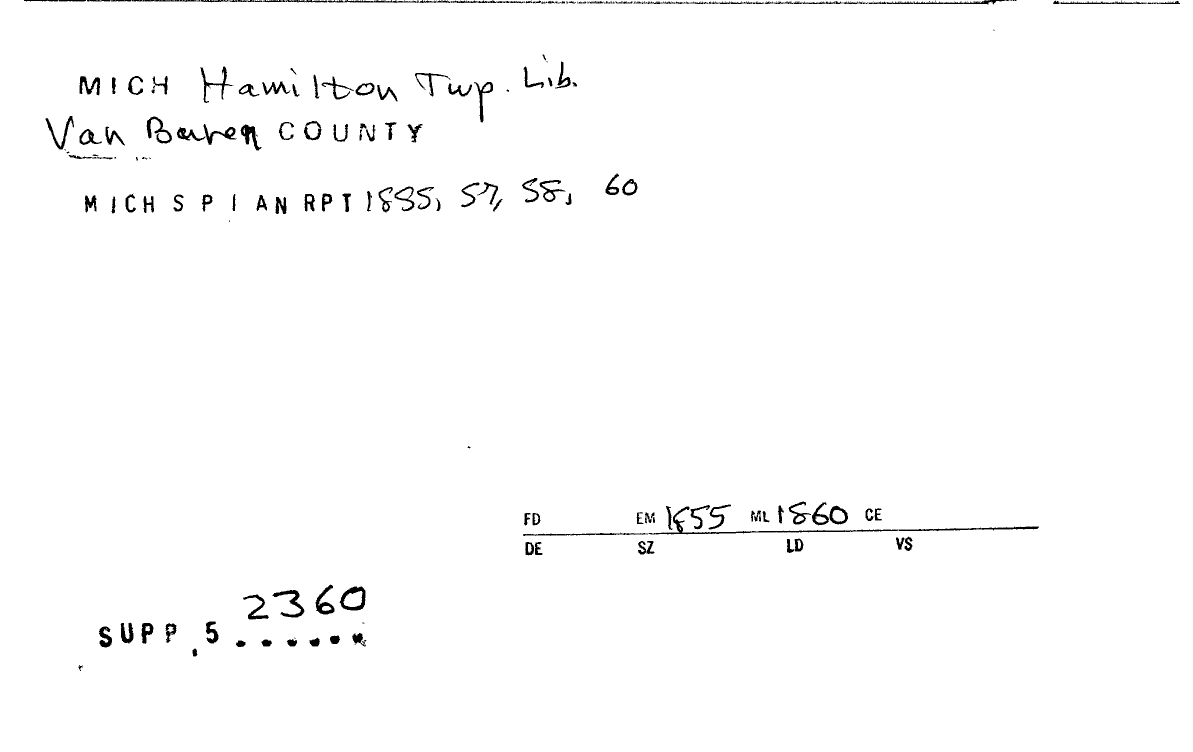 MICH Hamilton Twp. Lib.
Van Buren COUNTY
MICH S P I AN RPT 1855, 57, 58, 60
FD EM 1855 ML 1860 CE
DE SZ LD VS
2360
SUPP. 5 ......